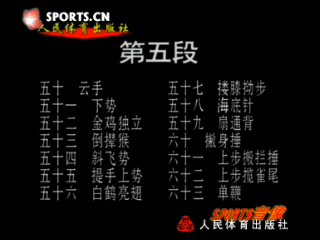 SPORTS.CN
人民体育出版社
第五段
五十 云手
五十一 下势
五十二 金鸡独立
五十三 倒撵猴
五十四 斜飞势
五十五 提手上势
五十六 白鹤亮翅
五十七 搂膝拗步
五十八 海底针
五十九 扇通背
六十 撇身捶
六十一 上步搬拦捶
六十二 上步揽雀尾
六十三 单鞭
SPORTS音像
人民体育出版社